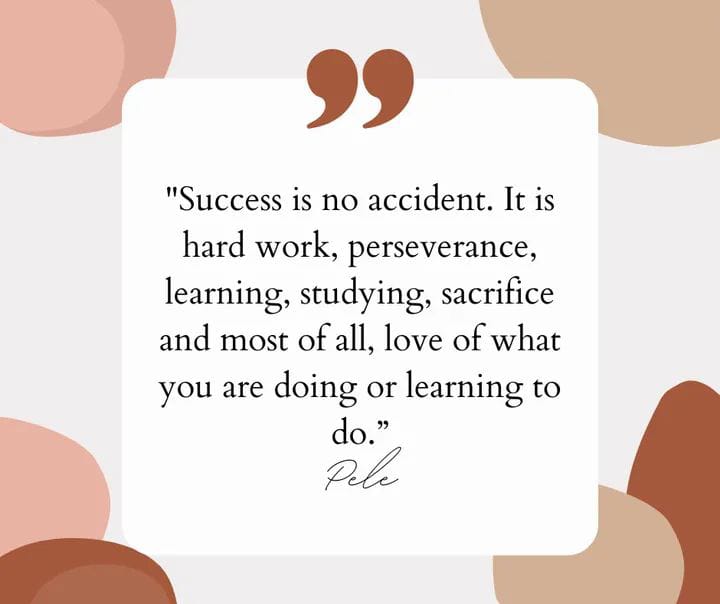 "Success is no accident. It is
hard work, perseverance,
learning, studying, sacrifice
and most of all, love of what
you are doing or learning to
do.”
Pele